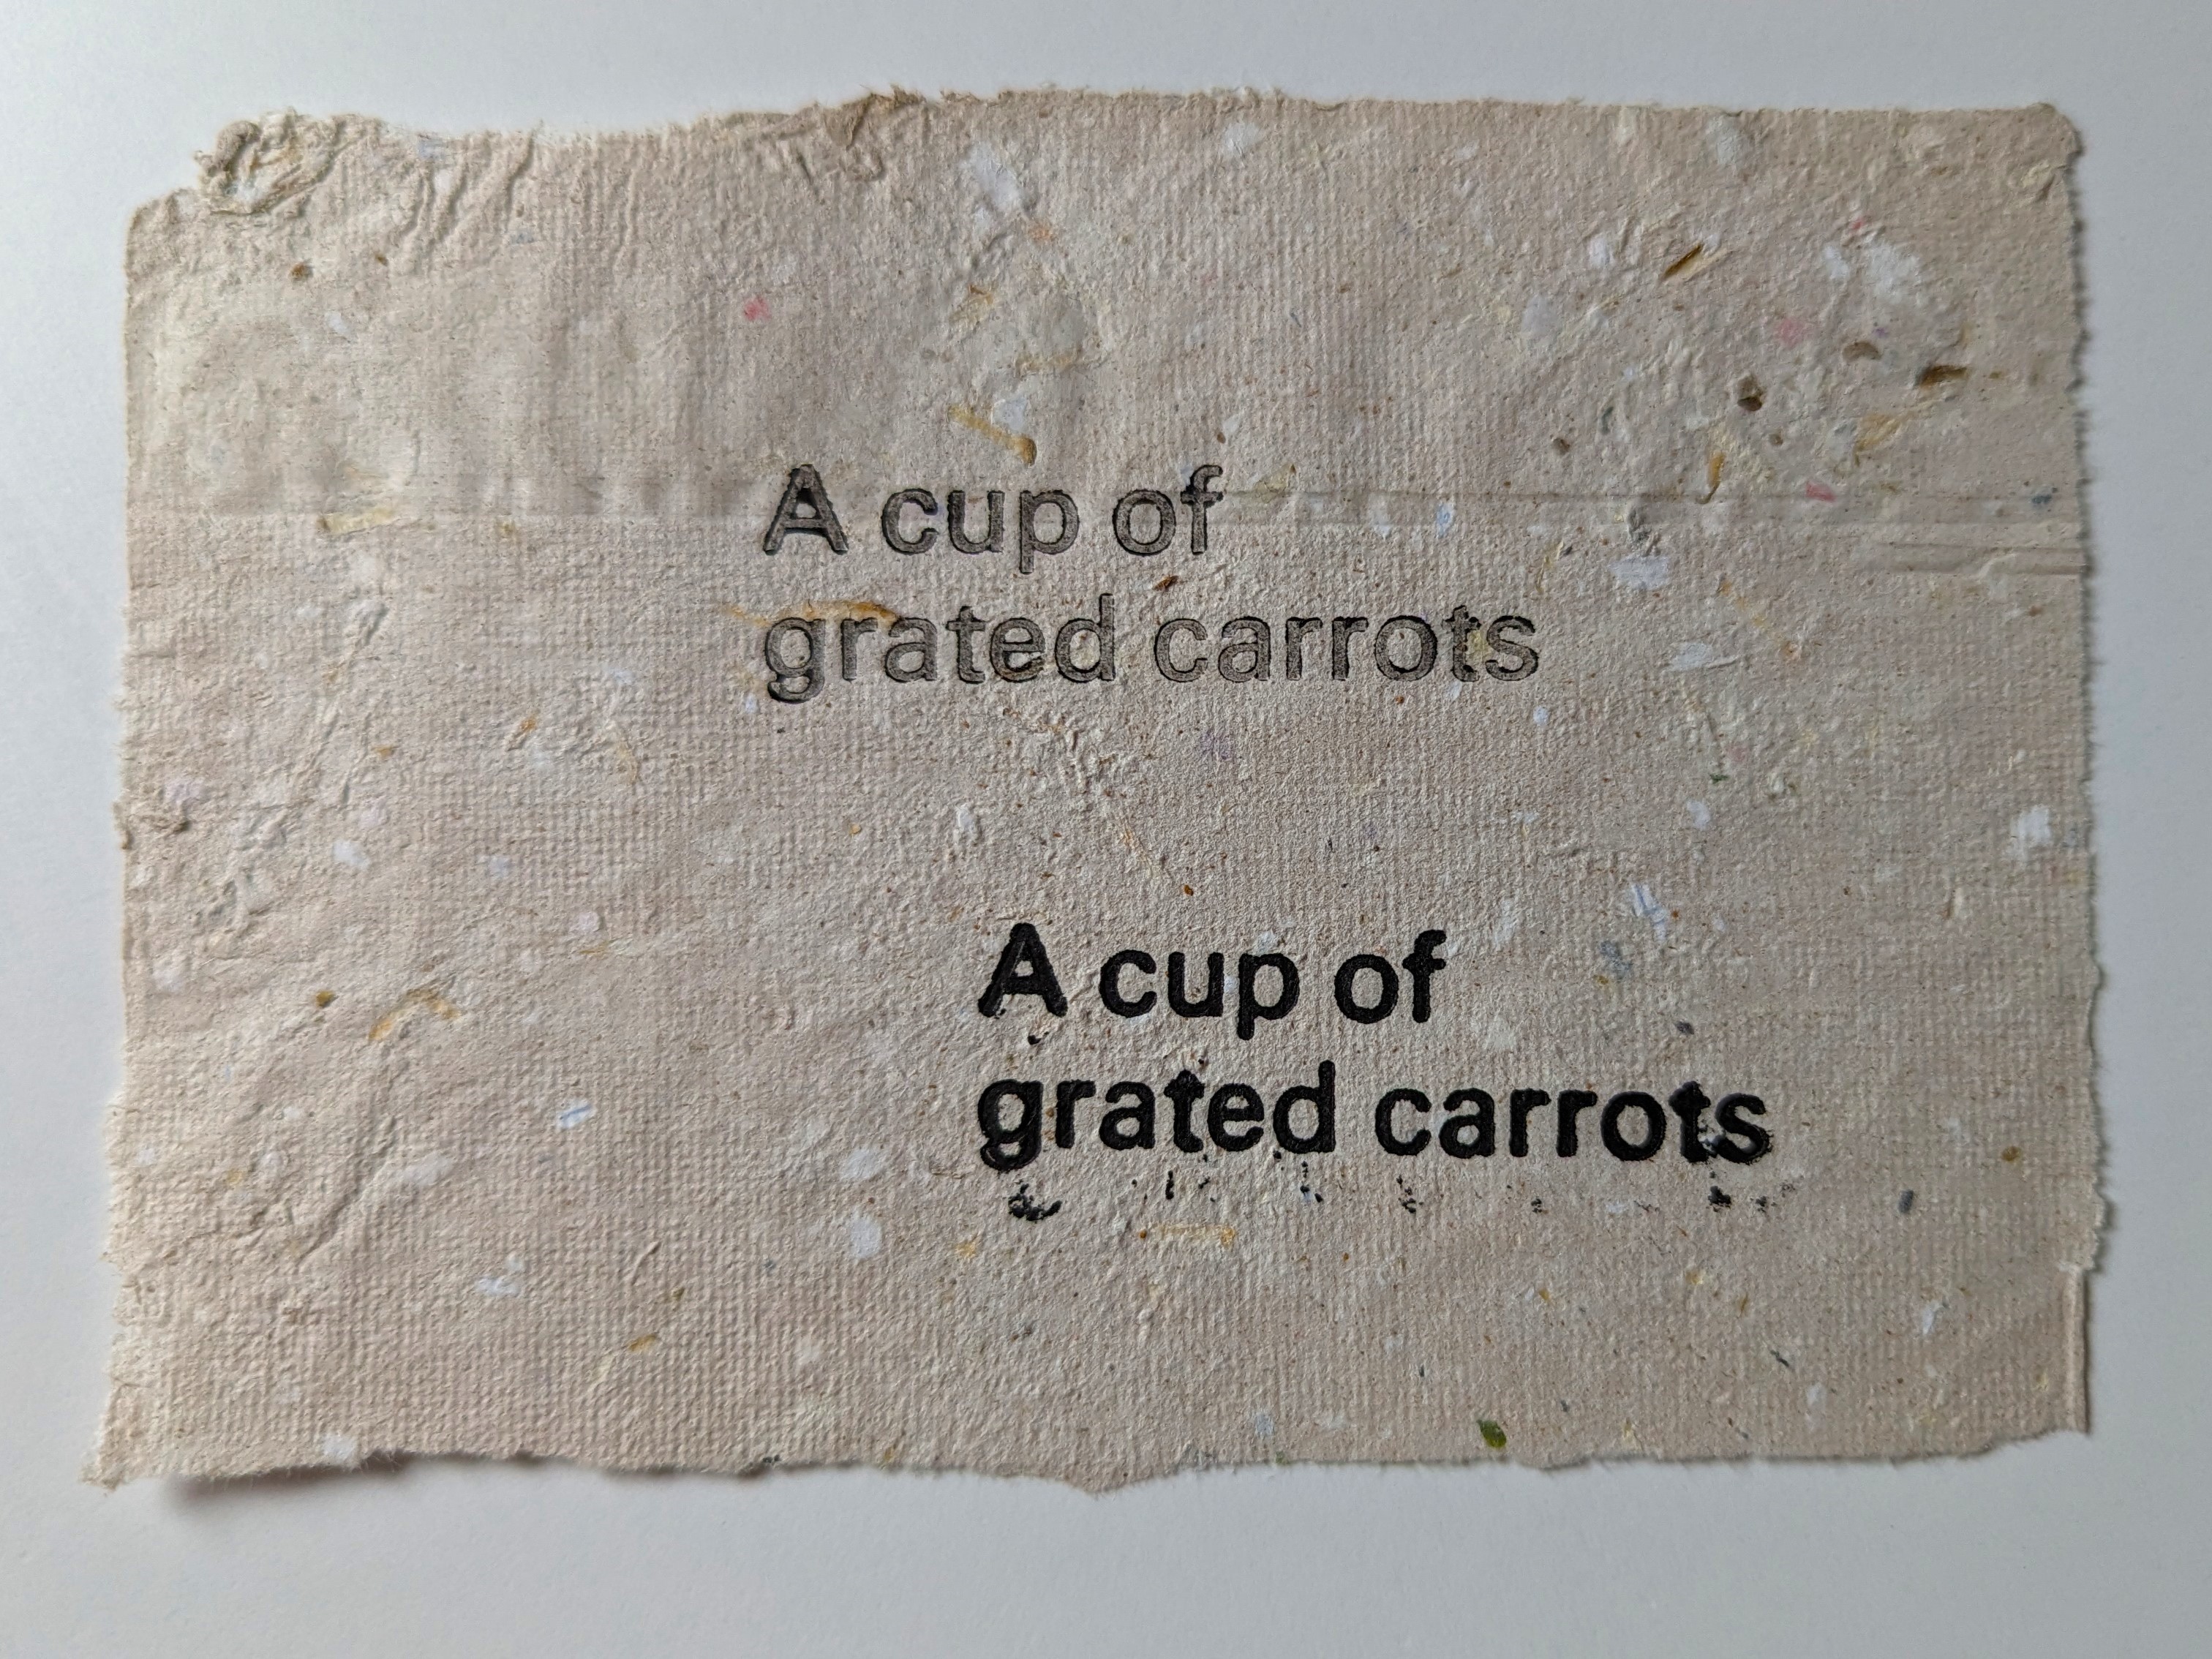 A cup of
grated carrots
A cup of
grated carrots